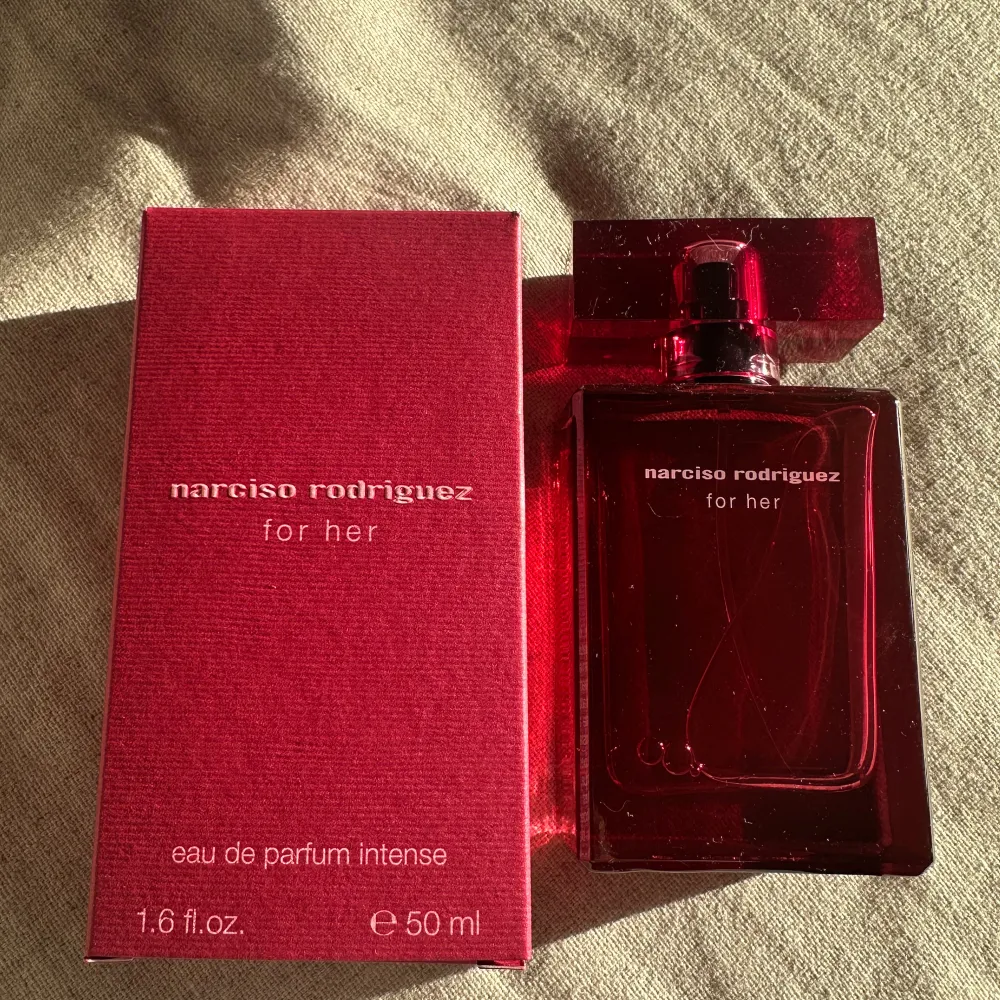 narciso rodriguez
for her
eau de parfum intense
1.6 fl.oz. ℮ 50 ml
narciso rodriguez
for her